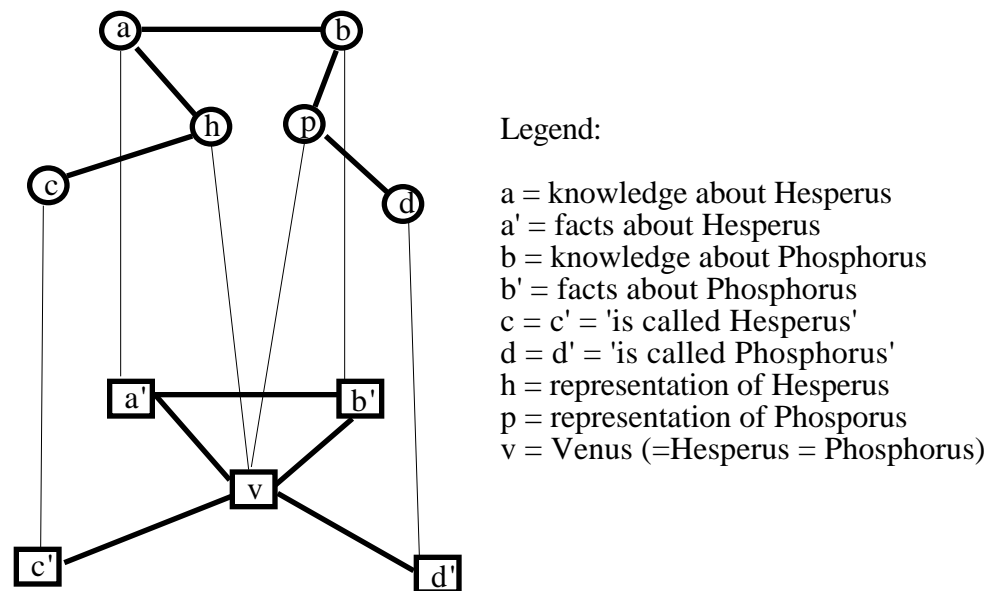 a
b
h
p
c
d
a'
b'
v
c'
d'
Legend:
a = knowledge about Hesperus
a' = facts about Hesperus
b = knowledge about Phosphorus
b' = facts about Phosphorus
c = c' = 'is called Hesperus'
d = d' = 'is called Phosphorus'
h = representation of Hesperus
p = representation of Phosporus
v = Venus (=Hesperus = Phosphorus)